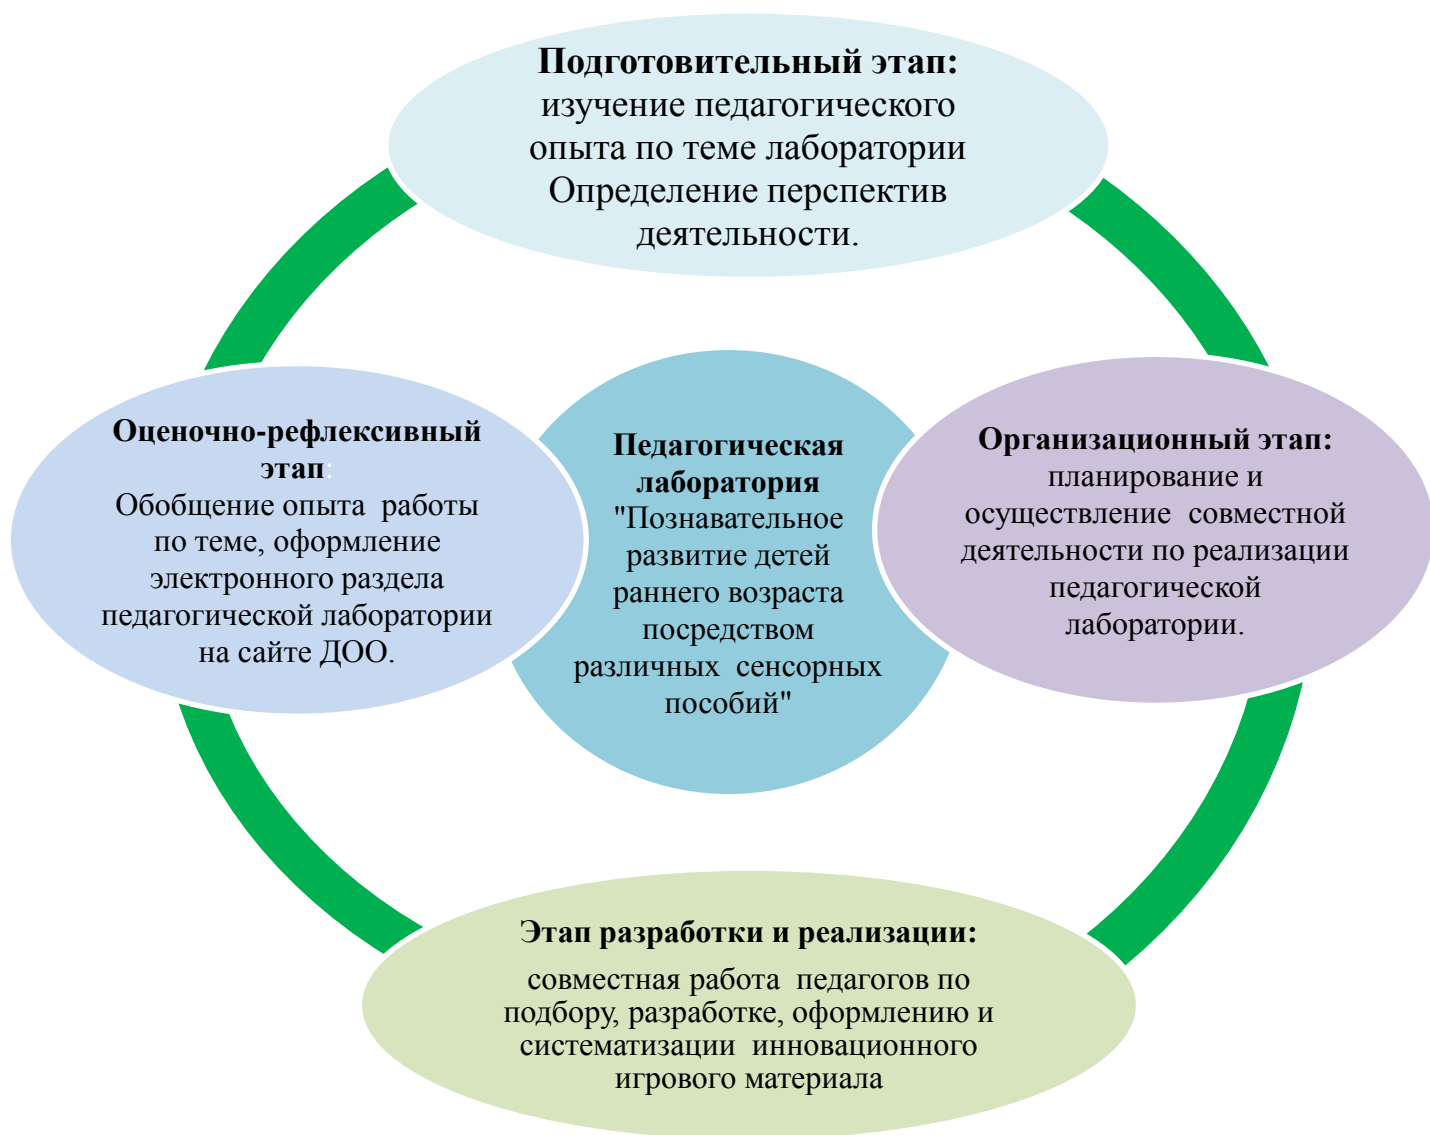 Подготовительный этап:
изучение педагогического
опыта по теме лаборатории
Определение перспектив
деятельности.
Оценочно-рефлексивный
этап:
Обобщение опыта  работы
по теме, оформление
электронного раздела
педагогической лаборатории
на сайте ДОО.
Педагогическая
лаборатория
"Познавательное
развитие детей
раннего возраста
посредством
различных  сенсорных
пособий"
Организационный этап:
планирование и
осуществление  совместной
деятельности по реализации
педагогической
лаборатории.
Этап разработки и реализации:
совместная работа  педагогов по
подбору, разработке, оформлению и
систематизации  инновационного
игрового материала